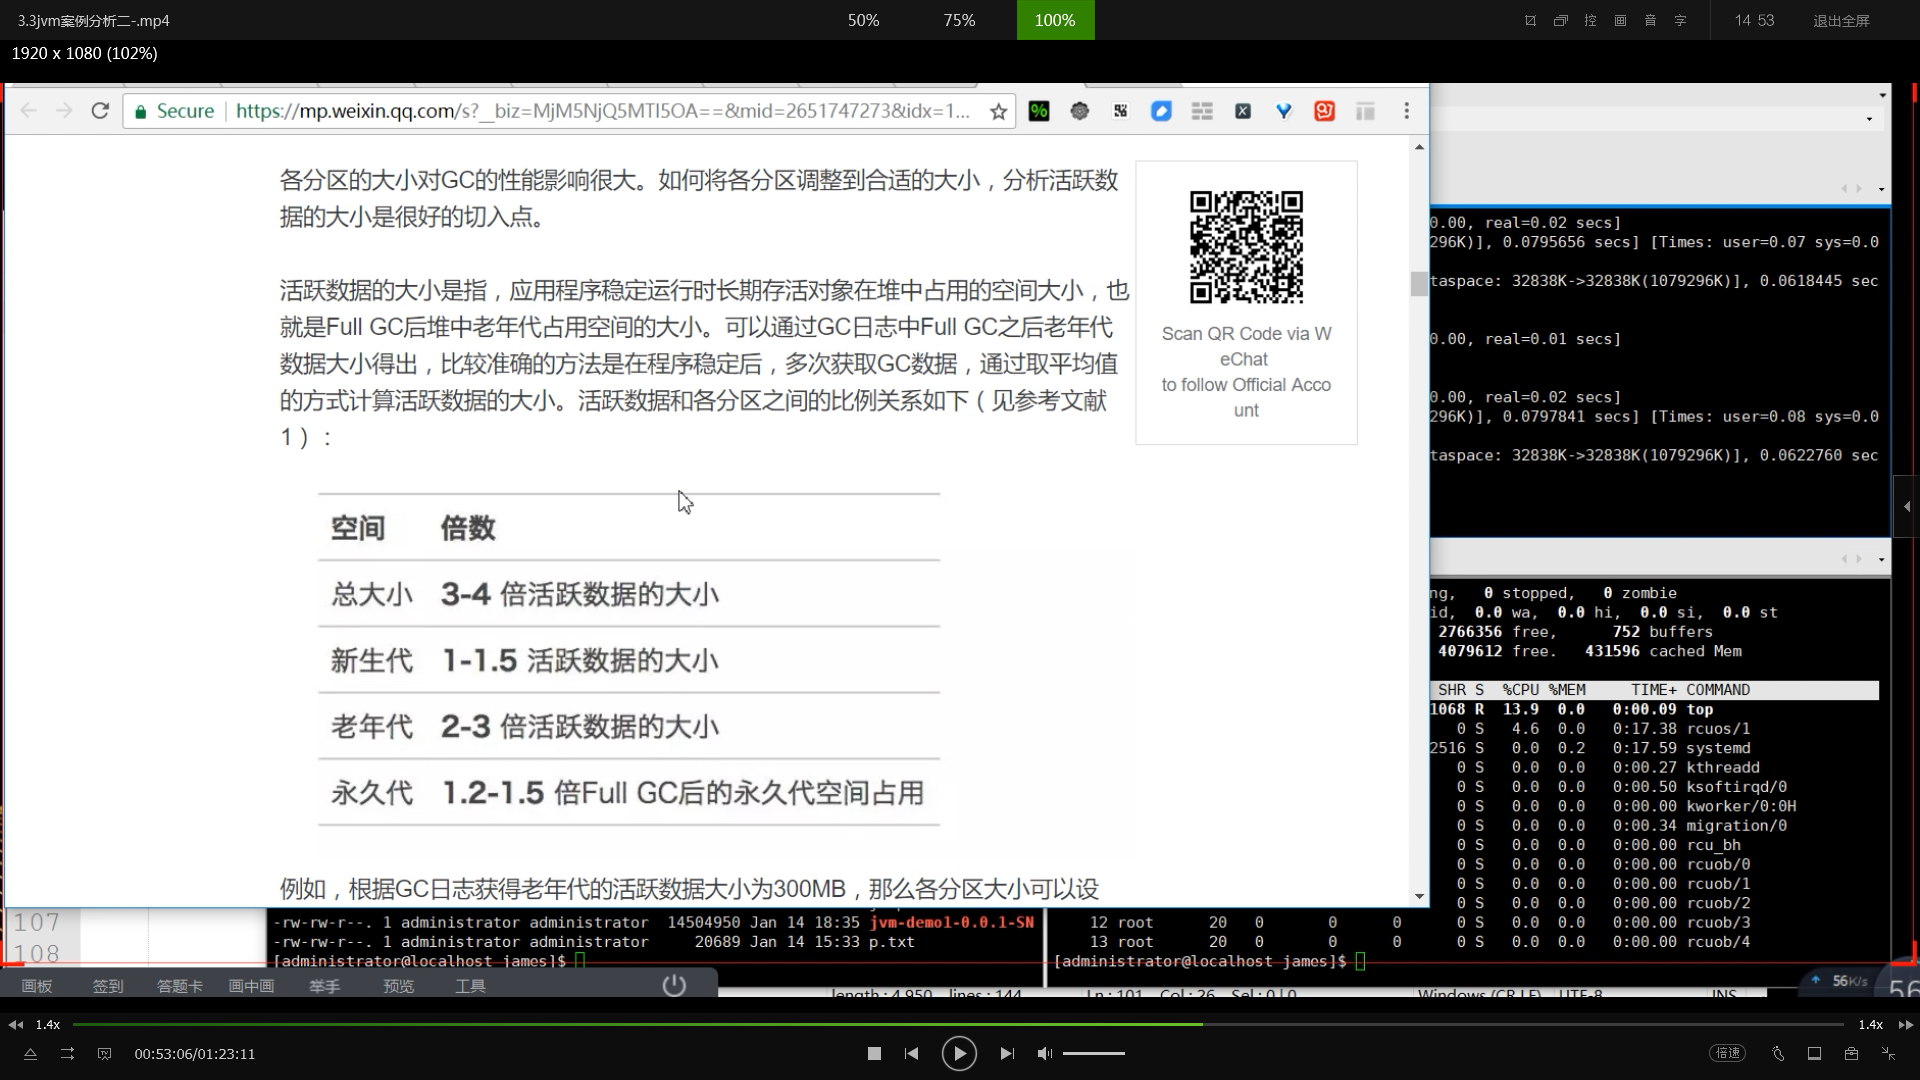 3.3jvm案例分析二-.mp4
50%
75%
100%
控
画
音
字
14 53
退出全屏
1920 x 1080 (102%)
Secure
https://mp.weixin.qq.com/s?__biz=MjM5NjQ5MTI5OA==&mid=2651747273&idx=1...
各分区的大小对GC的性能影响很大。如何将各分区调整到合适的大小，分析活跃数
据的大小是很好的切入点。
活跃数据的大小是指，应用程序稳定运行时长期存活对象在堆中占用的空间大小，也
就是Full GC后堆中老年代占用空间的大小。可以通过GC日志中Full GC之后老年代
数据大小得出，比较准确的方法是在程序稳定后，多次获取GC数据，通过取平均值
的方式计算活跃数据的大小。活跃数据和各分区之间的比例关系如下（见参考文献
1）：
空间 倍数
总大小 3-4 倍活跃数据的大小
新生代 1-1.5 活跃数据的大小
老年代 2-3 倍活跃数据的大小
永久代 1.2-1.5 倍Full GC后的永久代空间占用
例如，根据GC日志获得老年代的活跃数据大小为300MB，那么各分区大小可以设
Scan QR Code via W
eChat
to follow Official Acco
unt
0.00, real=0.02 secs]
296K)], 0.0795656 secs] [Times: user=0.07 sys=0.0
taspace: 32838K->32838K(1079296K)], 0.0618445 sec
0.00, real=0.01 secs]
0.00, real=0.02 secs]
296K)], 0.0797841 secs] [Times: user=0.08 sys=0.0
taspace: 32838K->32838K(1079296K)], 0.0622760 sec
ng, 0 stopped, 0 zombie
id, 0.0 wa, 0.0 hi, 0.0 si, 0.0 st
2766356 free, 752 buffers
4079612 free. 431596 cached Mem
SHR S %CPU %MEM TIME+ COMMAND
1068 R 13.9 0.0 0:00.09 top
0 S 4.6 0.0 0:17.38 rcuos/1
2516 S 0.0 0.2 0:17.59 systemd
0 S 0.0 0.0 0:00.27 kthreadd
0 S 0.0 0.0 0:00.50 ksoftirqd/0
0 S 0.0 0.0 0:00.00 kworker/0:0H
0 S 0.0 0.0 0:00.34 migration/0
0 S 0.0 0.0 0:00.00 rcu_bh
0 S 0.0 0.0 0:00.00 rcuob/0
0 S 0.0 0.0 0:00.00 rcuob/1
0 S 0.0 0.0 0:00.00 rcuob/2
12 root 20 0 0 0 0 S 0.0 0.0 0:00.00 rcuob/3
13 root 20 0 0 0 0 S 0.0 0.0 0:00.00 rcuob/4
[administrator@localhost james]$
107
108
-rw-rw-r--. 1 administrator administrator 14504950 Jan 14 18:35 jvm-demo1-0.0.1-SN
-rw-rw-r--. 1 administrator administrator 20689 Jan 14 15:33 p.txt
[administrator@localhost james]$
画板
签到
答题卡
画中画
举手
预览
工具
length : 4,950 lines : 144
Ln : 101 Col : 26 Sel : 0 | 0
Windows (CR LF)
UTF-8
INS
56K/s
56
1.4x
1.4x
00:53:06/01:23:11
倍速